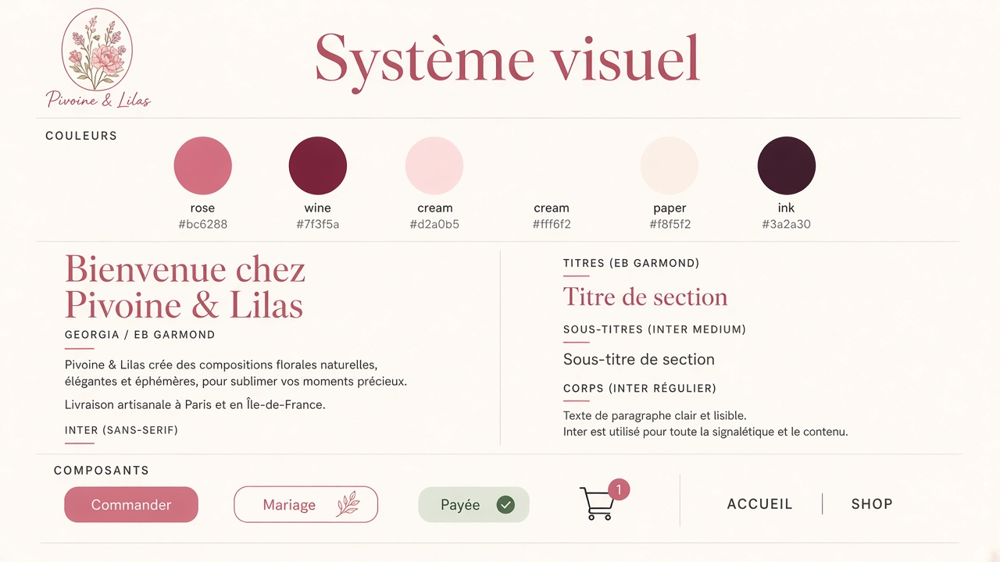 Pivoine & Lilas
Système visuel
COULEURS
rose
#bc6288
wine
#7f3f5a
cream
#d2a0b5
cream
#fff6f2
paper
#f8f5f2
ink
#3a2a30
Bienvenue chez
Pivoine & Lilas
GEORGIA / EB GARMOND
Pivoine & Lilas crée des compositions florales naturelles,
élégantes et éphémères, pour sublimer vos moments précieux.
Livraison artisanale à Paris et en Île-de-France.
INTER (SANS-SERIF)
TITRES (EB GARMOND)
Titre de section
SOUS-TITRES (INTER MEDIUM)
Sous-titre de section
CORPS (INTER RÉGULIER)
Texte de paragraphe clair et lisible.
Inter est utilisé pour toute la signalétique et le contenu.
COMPOSANTS
Commander
Mariage
Payée
1
ACCUEIL
SHOP